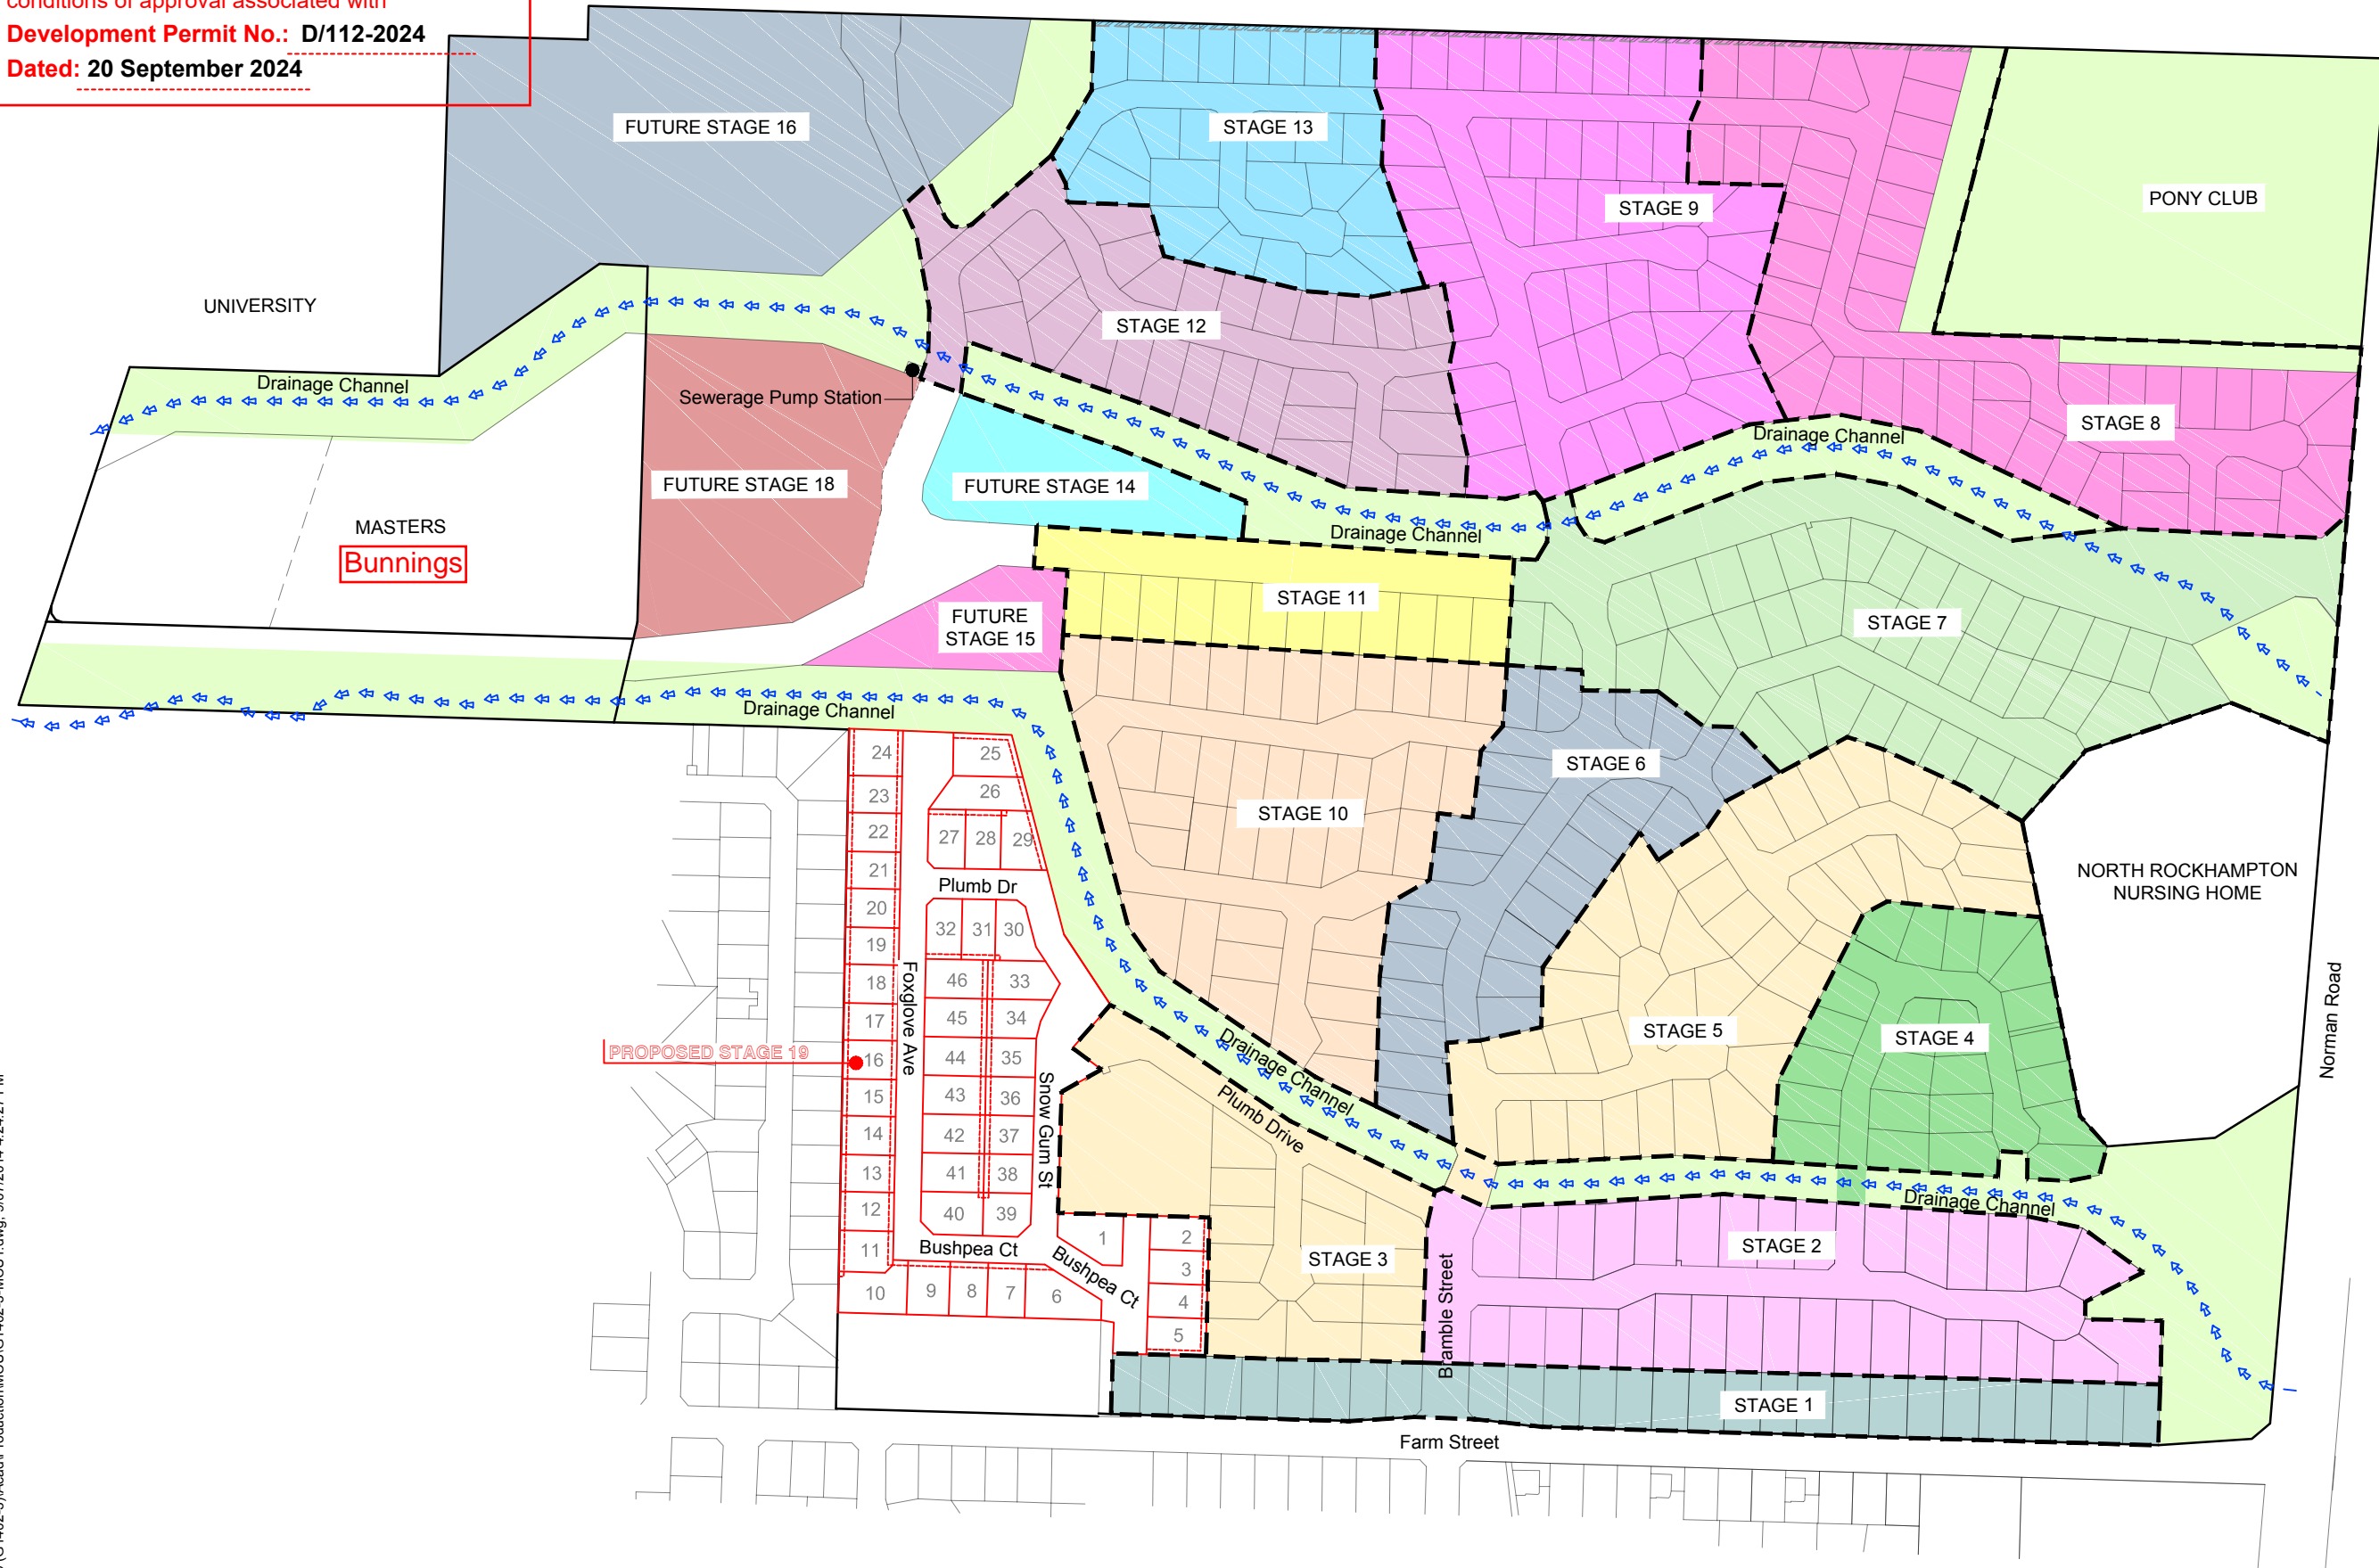 conditions of approval associated with
Development Permit No.: D/112-2024
Dated: 20 September 2024
FUTURE STAGE 16
STAGE 13
STAGE 9
PONY CLUB
UNIVERSITY
STAGE 12
Drainage Channel
Sewerage Pump Station
STAGE 8
Drainage Channel
FUTURE STAGE 18
FUTURE STAGE 14
MASTERS
Bunnings
Drainage Channel
STAGE 11
FUTURE
STAGE 15
STAGE 7
Drainage Channel
STAGE 6
STAGE 10
NORTH ROCKHAMPTON
NURSING HOME
Norman Road
STAGE 5
STAGE 4
Drainage Channel
Plumb Drive
Drainage Channel
STAGE 3
STAGE 2
Bramble Street
STAGE 1
Farm Street
PROPOSED STAGE 19
24
25
23
26
22
27
28
29
21
Plumb Dr
20
32
31
30
19
Foxglove Ave
18
46
33
17
45
34
16
44
35
Snow Gum St
15
43
36
14
42
37
13
41
38
12
40
39
11
Bushpea Ct
Bushpea Ct
1
2
3
4
5
10
9
8
7
6